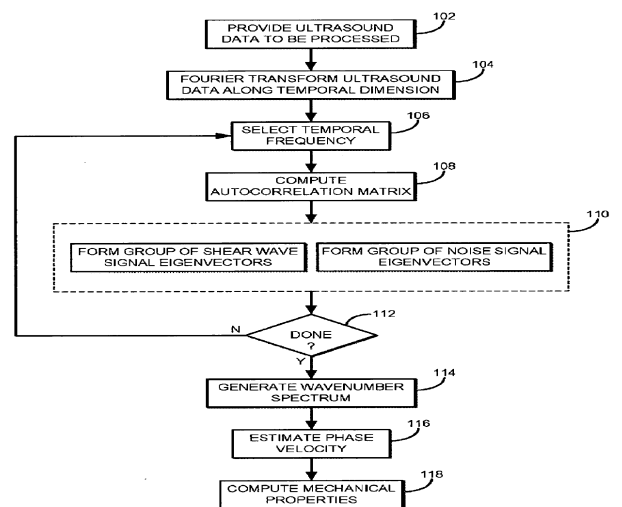 PROVIDE ULTRASOUND
DATA TO BE PROCESSED
102
FOURIER TRANSFORM ULTRASOUND
DATA ALONG TEMPORAL DIMENSION
104
SELECT TEMPORAL
FREQUENCY
106
COMPUTE
AUTOCORRELATION MATRIX
108
110
FORM GROUP OF SHEAR WAVE
SIGNAL EIGENVECTORS
FORM GROUP OF NOISE SIGNAL
EIGENVECTORS
112
N
DONE
?
Y
GENERATE WAVENUMBER
SPECTRUM
114
ESTIMATE PHASE
VELOCITY
116
COMPUTE MECHANICAL
PROPERTIES
118